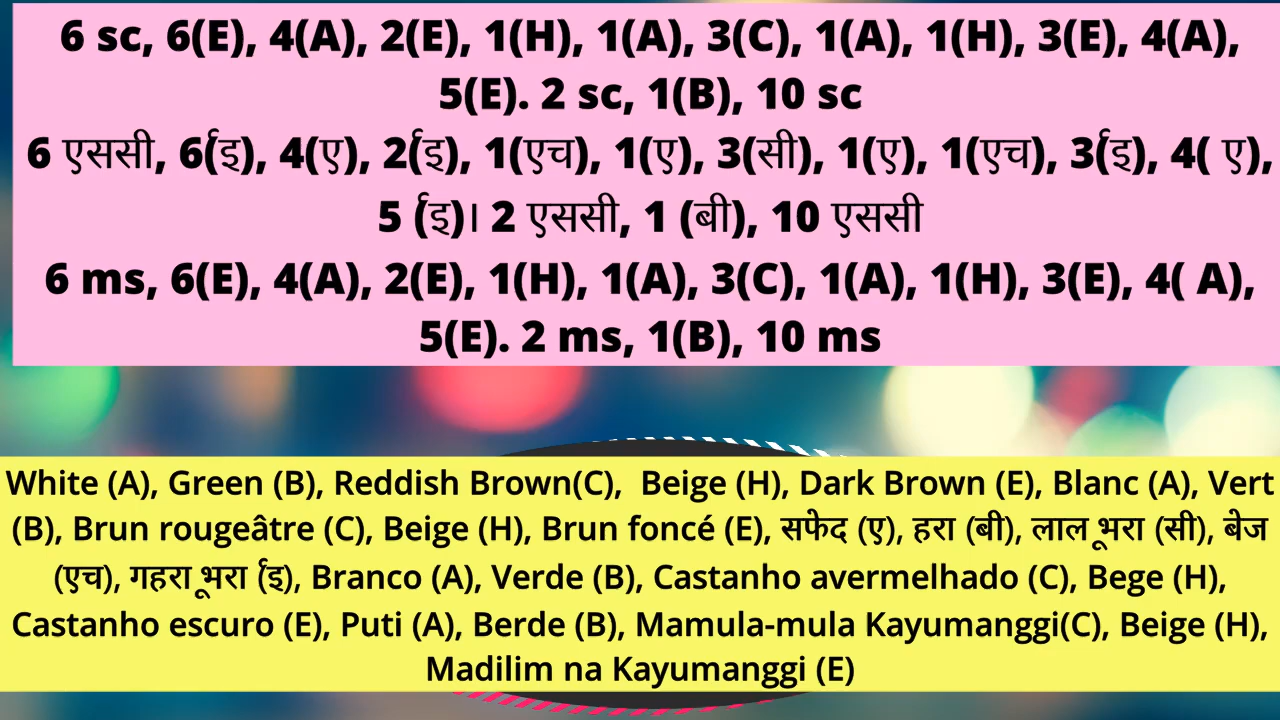 6 sc, 6(E), 4(A), 2(E), 1(H), 1(A), 3(C), 1(A), 1(H), 3(E), 4(A),
5(E). 2 sc, 1(B), 10 sc
6 एससी, 6(ई), 4(ए), 2(ई), 1(एच), 1(ए), 3(सी), 1(ए), 1(एच), 3(ई), 4( ए),
5 (ई)। 2 एससी, 1 (बी), 10 एससी
6 ms, 6(E), 4(A), 2(E), 1(H), 1(A), 3(C), 1(A), 1(H), 3(E), 4( A),
5(E). 2 ms, 1(B), 10 ms
White (A), Green (B), Reddish Brown(C), Beige (H), Dark Brown (E), Blanc (A), Vert
(B), Brun rougeâtre (C), Beige (H), Brun foncé (E), सफेद (ए), हरा (बी), लाल भूरा (सी), बेज
(एच), गहरा भूरा (ई), Branco (A), Verde (B), Castanho avermelhado (C), Bege (H),
Castanho escuro (E), Puti (A), Berde (B), Mamula-mula Kayumanggi(C), Beige (H),
Madilim na Kayumanggi (E)